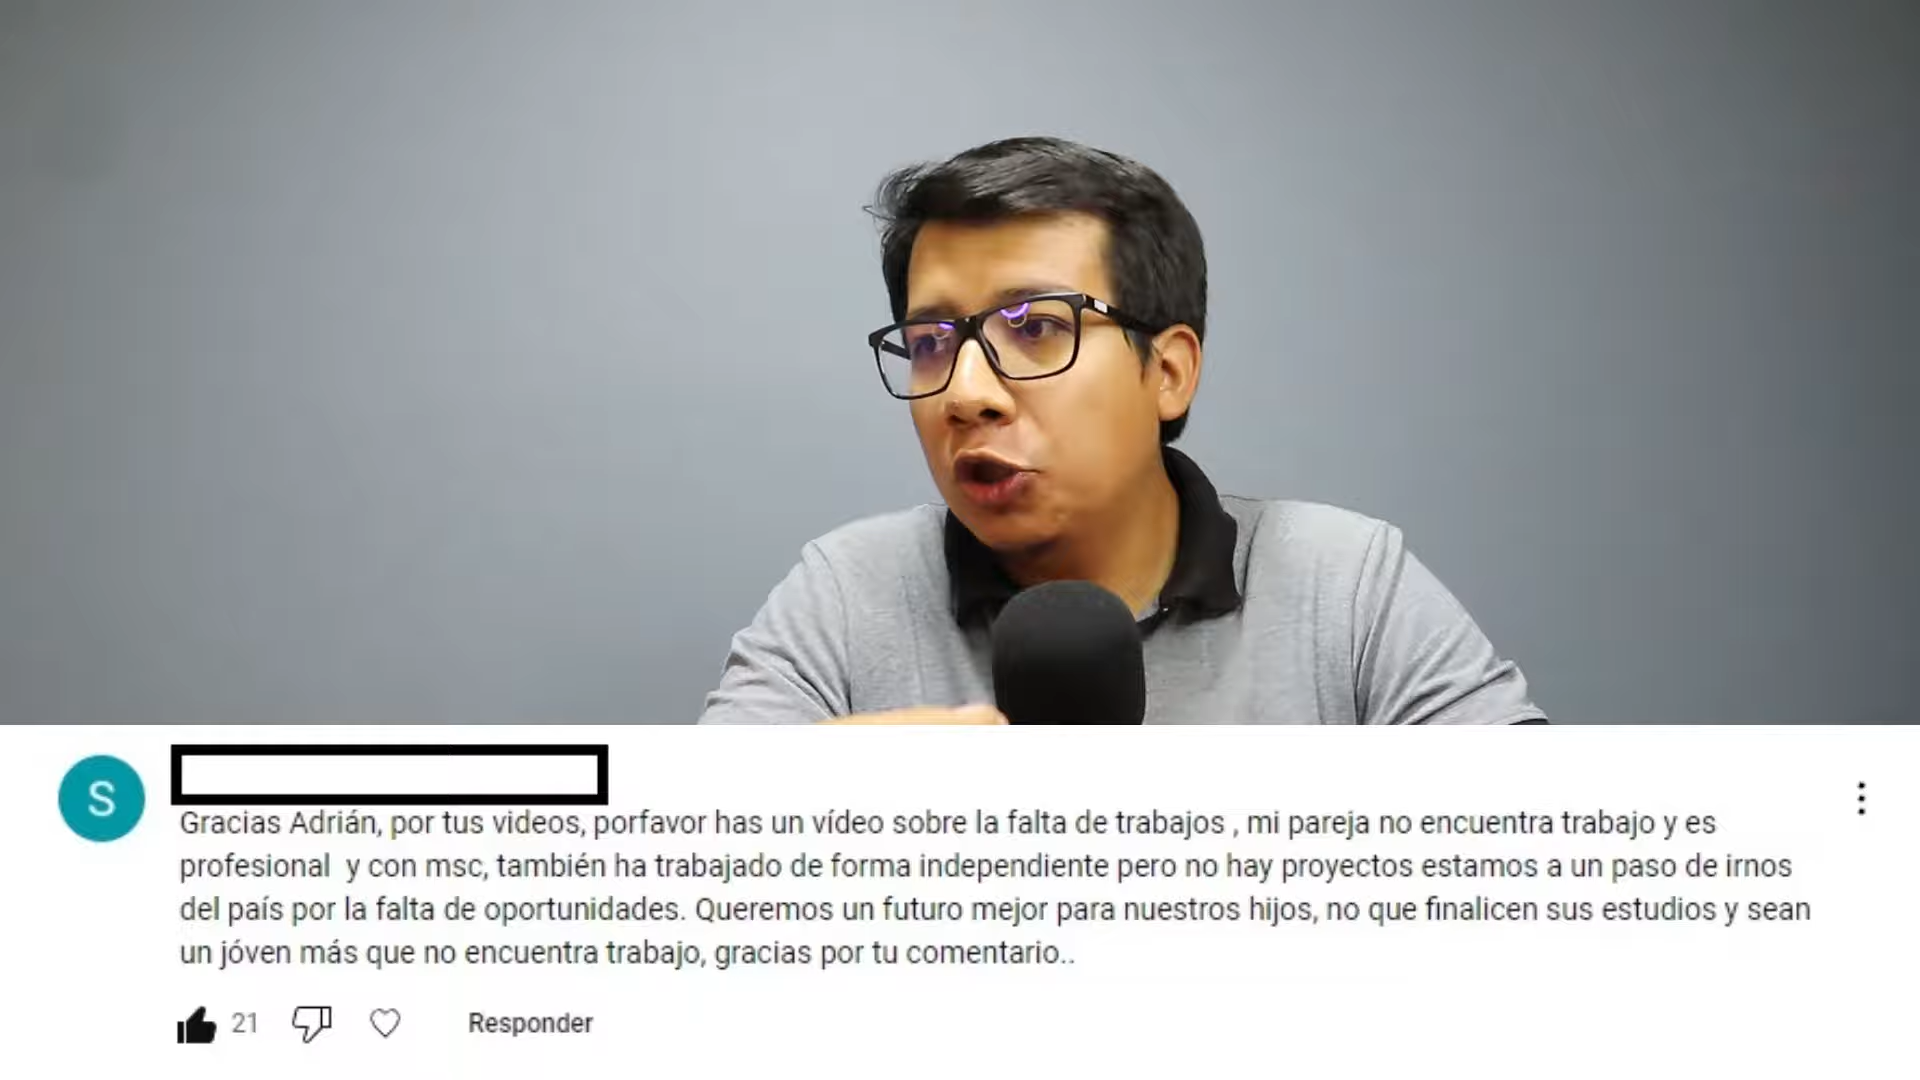 S
Gracias Adrián, por tus videos, porfavor has un vídeo sobre la falta de trabajos , mi pareja no encuentra trabajo y es
profesional y con msc, también ha trabajado de forma independiente pero no hay proyectos estamos a un paso de irnos
del país por la falta de oportunidades. Queremos un futuro mejor para nuestros hijos, no que finalicen sus estudios y sean
un jóven más que no encuentra trabajo, gracias por tu comentario..
21 Responder